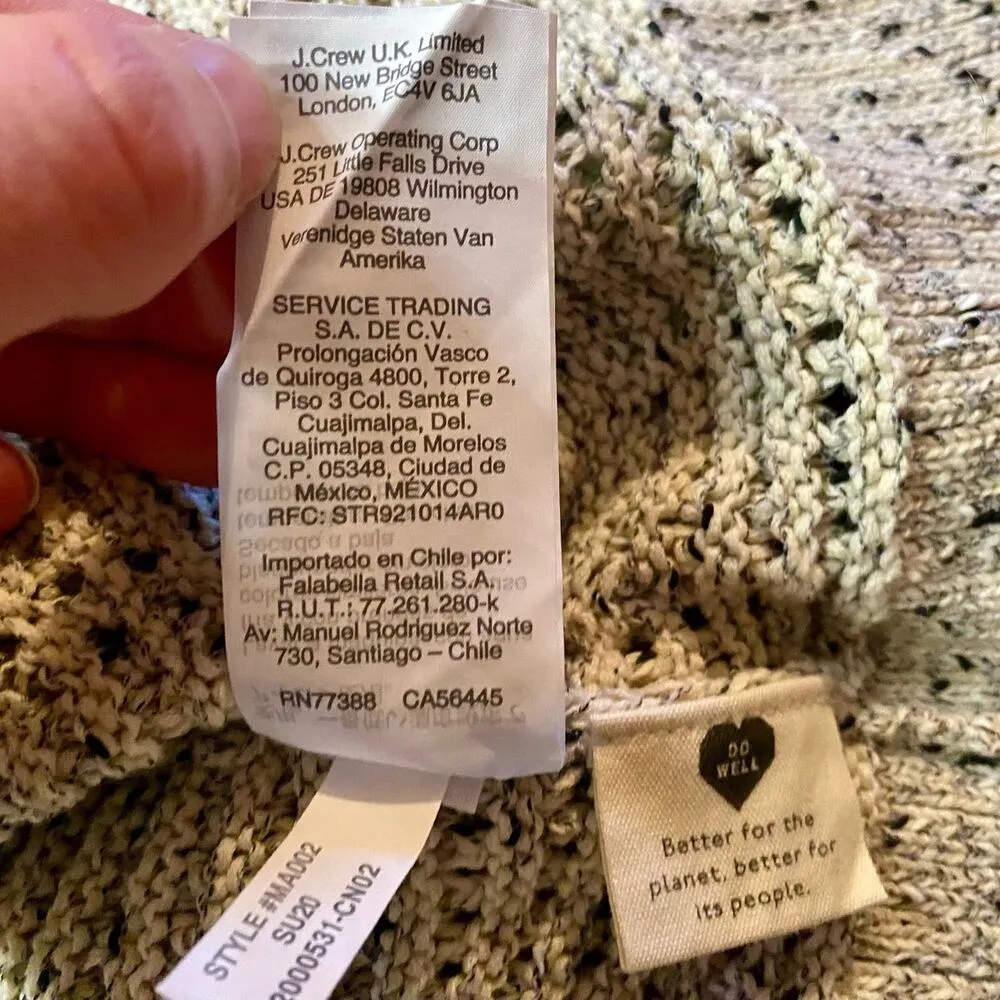 J.Crew U.K. Limited
100 New Bridge Street
London, EC4V 6JA
J.Crew Operating Corp
251 Little Falls Drive
USA DE 19808 Wilmington
Delaware
Verenidge Staten Van
Amerika
SERVICE TRADING
S.A. DE C.V.
Prolongación Vasco
de Quiroga 4800, Torre 2,
Piso 3 Col. Santa Fe
Cuajimalpa, Del.
Cuajimalpa de Morelos
C.P. 05348, Ciudad de
México, MÉXICO
RFC: STR921014AR0
Importado en Chile por:
Falabella Retail S.A.
R.U.T.: 77.261.280-k
Av: Manuel Rodriguez Norte
730, Santiago – Chile
RN77388 CA56445
STYLE #MA002
SU20
2000531-CN02
DO
WELL
Better for the
planet, better for
its people.